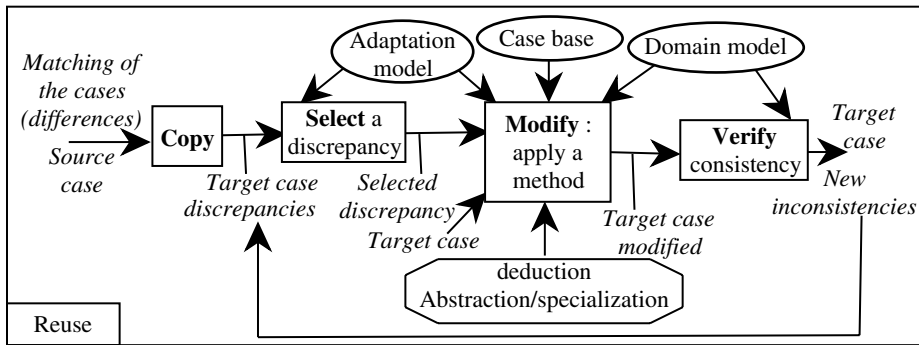 Matching of
the cases
(differences)
Source
case
Copy
Target case
discrepancies
Adaptation
model
Select a
discrepancy
Selected
discrepancy
Target case
Case base
Modify :
apply a
method
deduction
Abstraction/specialization
Domain model
Target case
modified
Verify
consistency
Target
case
New
inconsistencies
Reuse